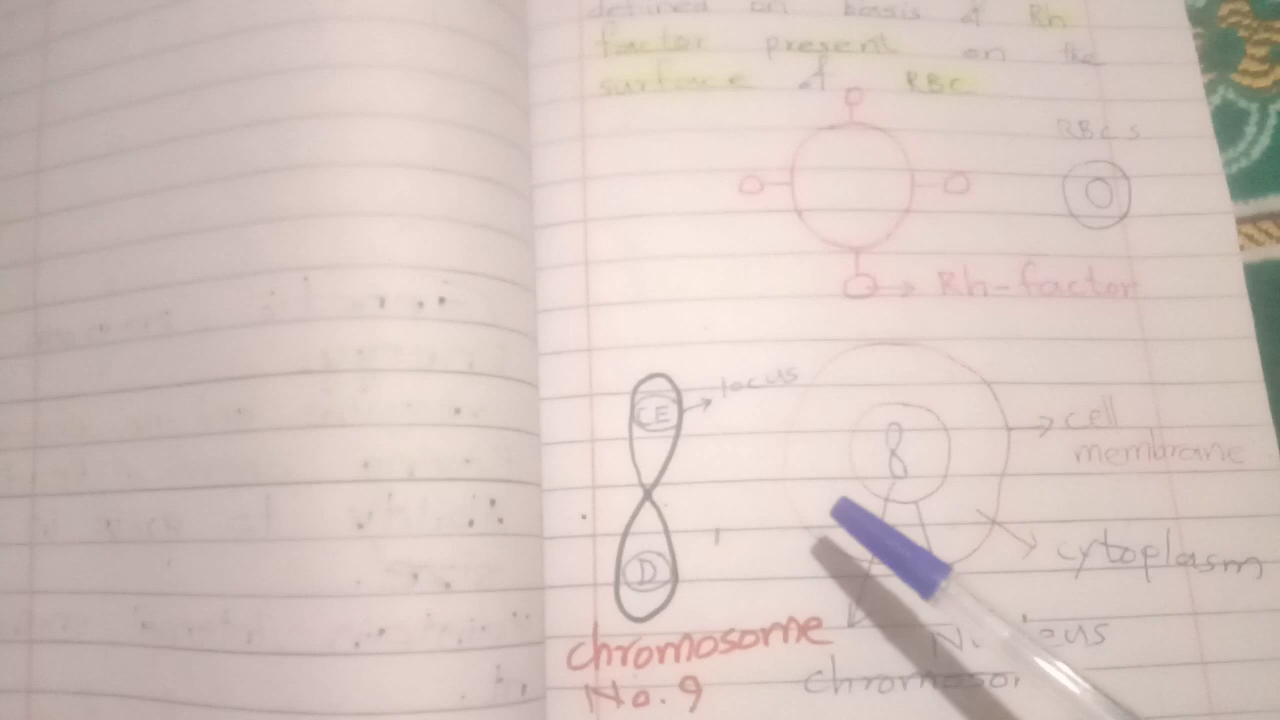 defined on basis of Rh
factor present on the
surface of RBC
RBCs
Rh-factor
locus
CE
cell
membrane
D
cytoplasm
chromosome
No. 9